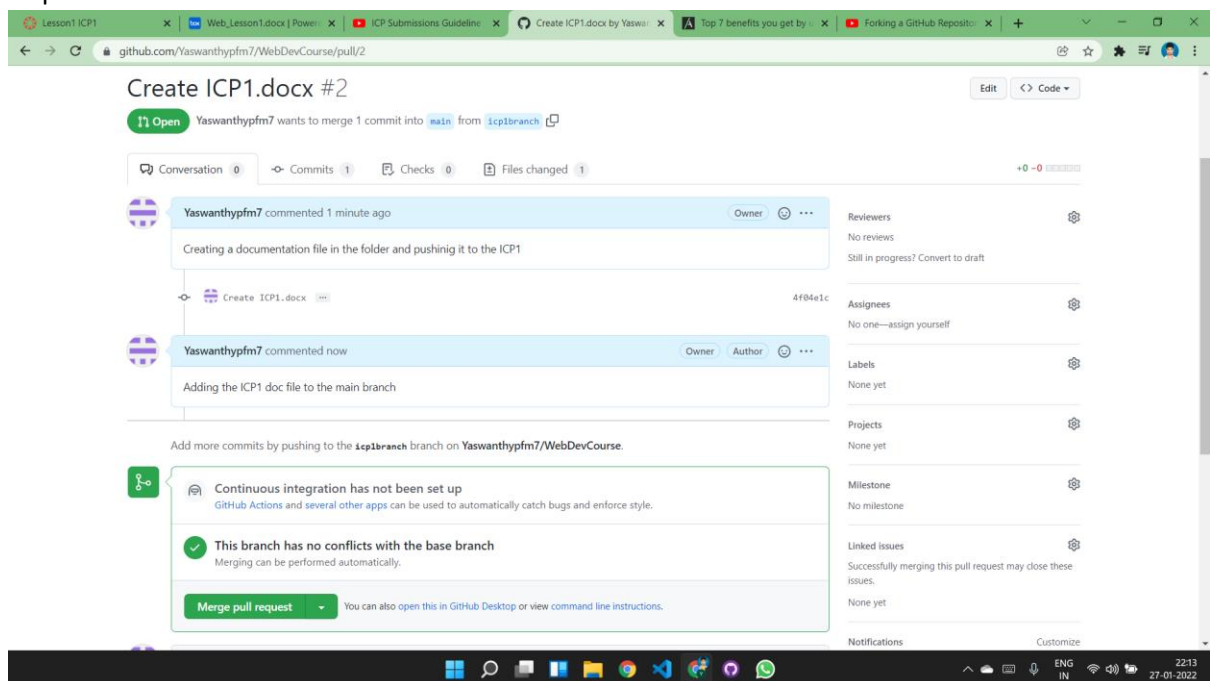 Lesson1 ICP1
Web_Lesson1.docx | Power
ICP Submissions Guideline
Create ICP1.docx by Yaswan
Top 7 benefits you get by u
Forking a GitHub Reposito
github.com/Yaswanthypfm7/WebDevCourse/pull/2
Create ICP1.docx #2
Edit
<> Code
Open
Yaswanthypfm7 wants to merge 1 commit into main from icp1branch
Conversation 0
Commits 1
Checks 0
Files changed 1
+0 −0
Yaswanthypfm7 commented 1 minute ago
Owner
Creating a documentation file in the folder and pushinig it to the ICP1
Create ICP1.docx
4f04e1c
Yaswanthypfm7 commented now
Owner
Author
Adding the ICP1 doc file to the main branch
Add more commits by pushing to the icp1branch branch on Yaswanthypfm7/WebDevCourse.
Continuous integration has not been set up
GitHub Actions and several other apps can be used to automatically catch bugs and enforce style.
This branch has no conflicts with the base branch
Merging can be performed automatically.
Merge pull request
You can also open this in GitHub Desktop or view command line instructions.
Reviewers
No reviews
Still in progress? Convert to draft
Assignees
No one—assign yourself
Labels
None yet
Projects
None yet
Milestone
No milestone
Linked issues
Successfully merging this pull request may close these
issues.
None yet
Notifications
Customize
ENG
IN
22:13
27-01-2022